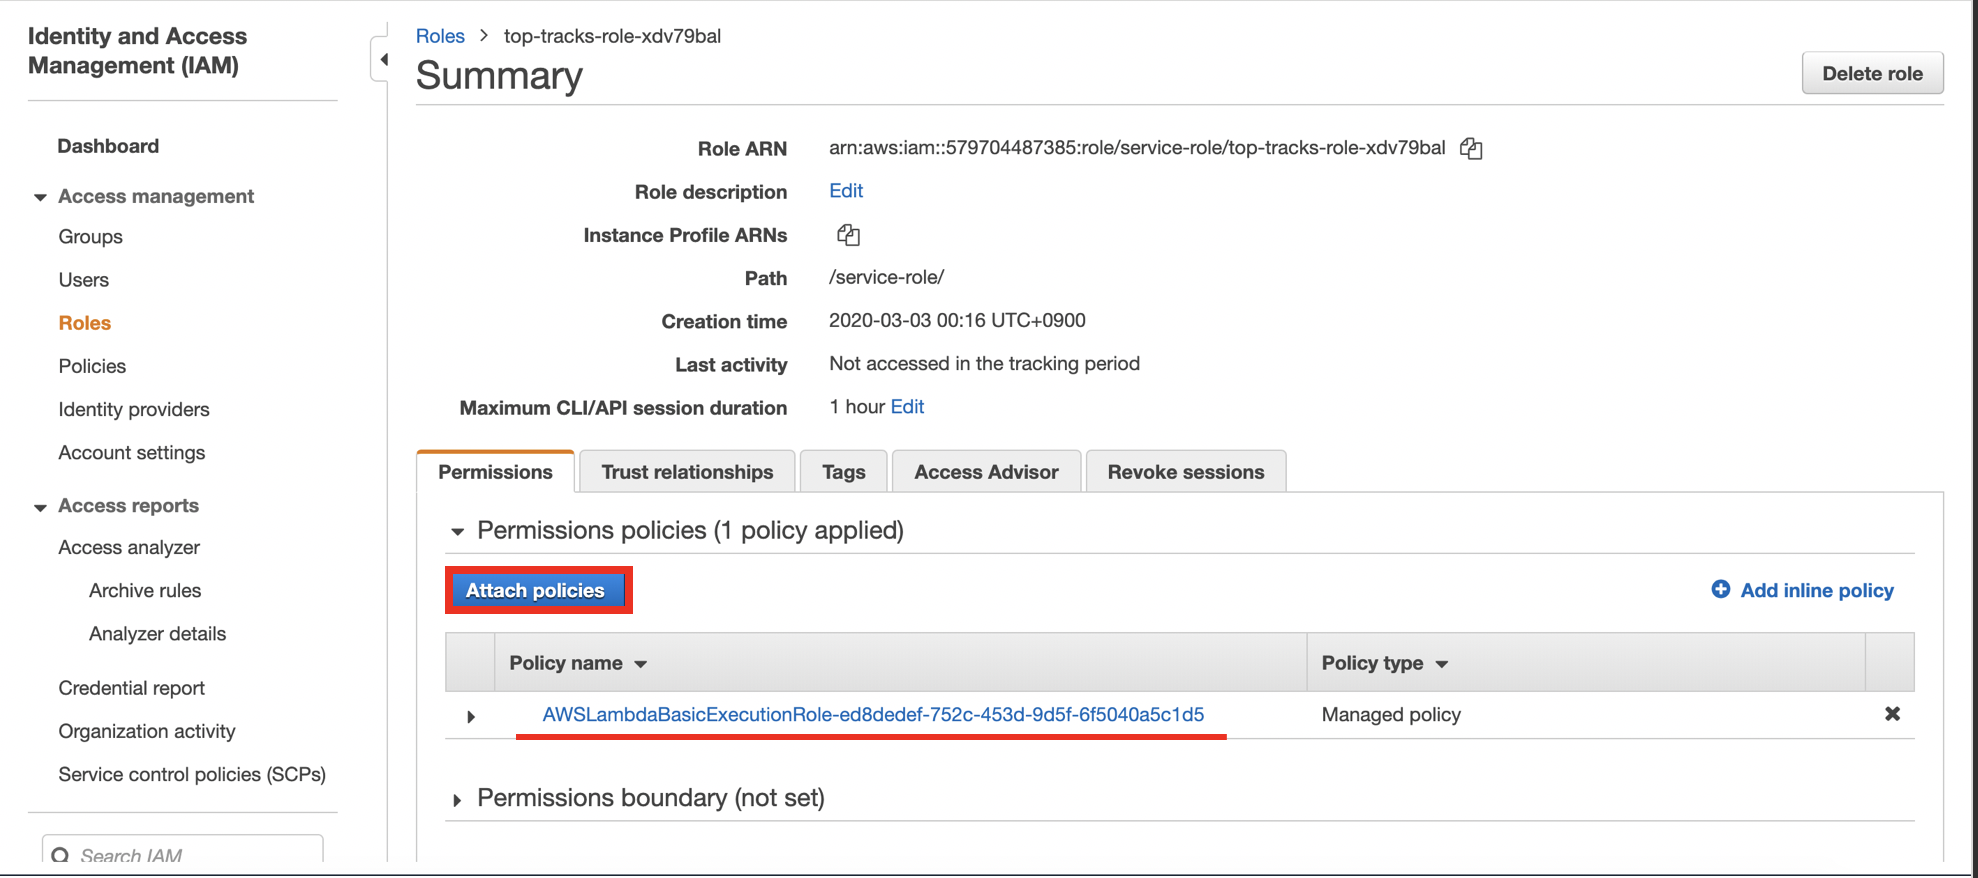 Identity and Access
Management (IAM)
Dashboard
Access management
Groups
Users
Roles
Policies
Identity providers
Account settings
Access reports
Access analyzer
Archive rules
Analyzer details
Credential report
Organization activity
Service control policies (SCPs)
Search IAM
Roles > top-tracks-role-xdv79bal
Summary
Delete role
Role ARN arn:aws:iam::579704487385:role/service-role/top-tracks-role-xdv79bal
Role description Edit
Instance Profile ARNs
Path /service-role/
Creation time 2020-03-03 00:16 UTC+0900
Last activity Not accessed in the tracking period
Maximum CLI/API session duration 1 hour Edit
Permissions Trust relationships Tags Access Advisor Revoke sessions
Permissions policies (1 policy applied)
Attach policies Add inline policy
Policy name Policy type
AWSLambdaBasicExecutionRole-ed8dedef-752c-453d-9d5f-6f5040a5c1d5 Managed policy
Permissions boundary (not set)